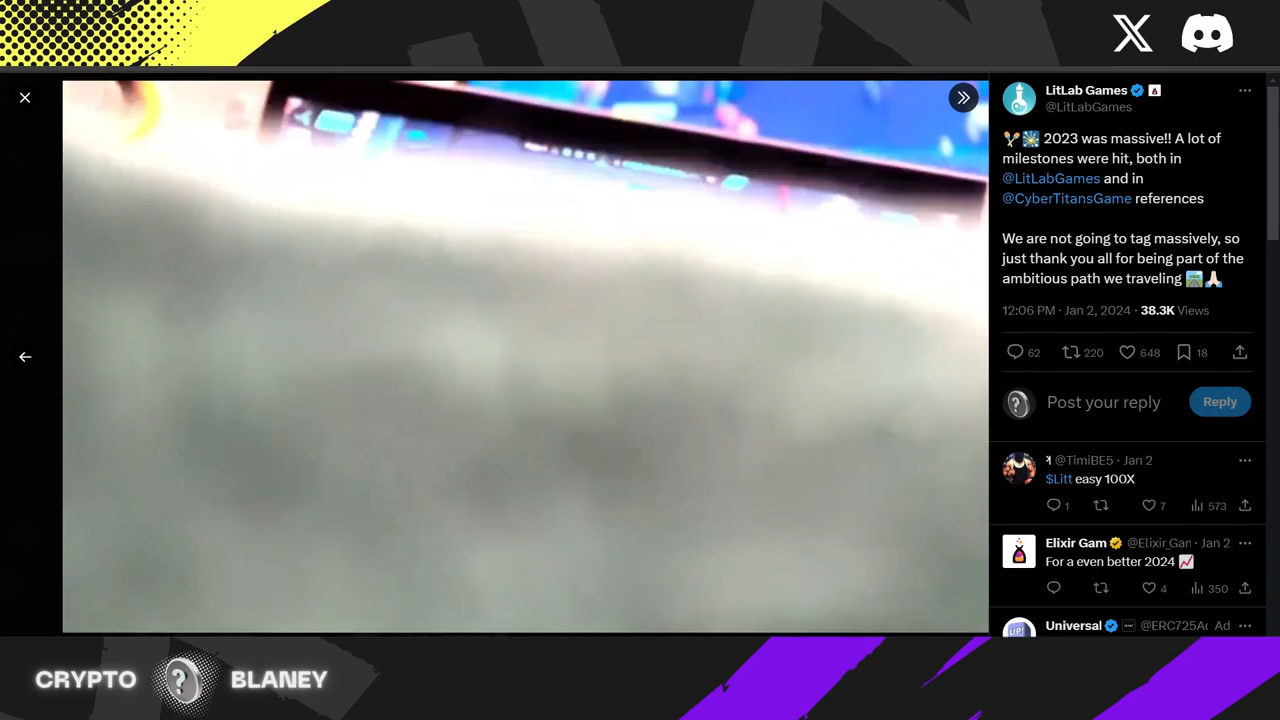 LitLab Games
@LitLabGames
2023 was massive!! A lot of
milestones were hit, both in
@LitLabGames and in
@CyberTitansGame references
We are not going to tag massively, so
just thank you all for being part of the
ambitious path we traveling
12:06 PM · Jan 2, 2024 · 38.3K Views
62 220 648 18
Post your reply Reply
@TimiBE5 · Jan 2
$Litt easy 100X
1 7 573
Elixir Gam @Elixir_Gan · Jan 2
For a even better 2024
4 350
Universal @ERC725A Ad
CRYPTO ? BLANEY